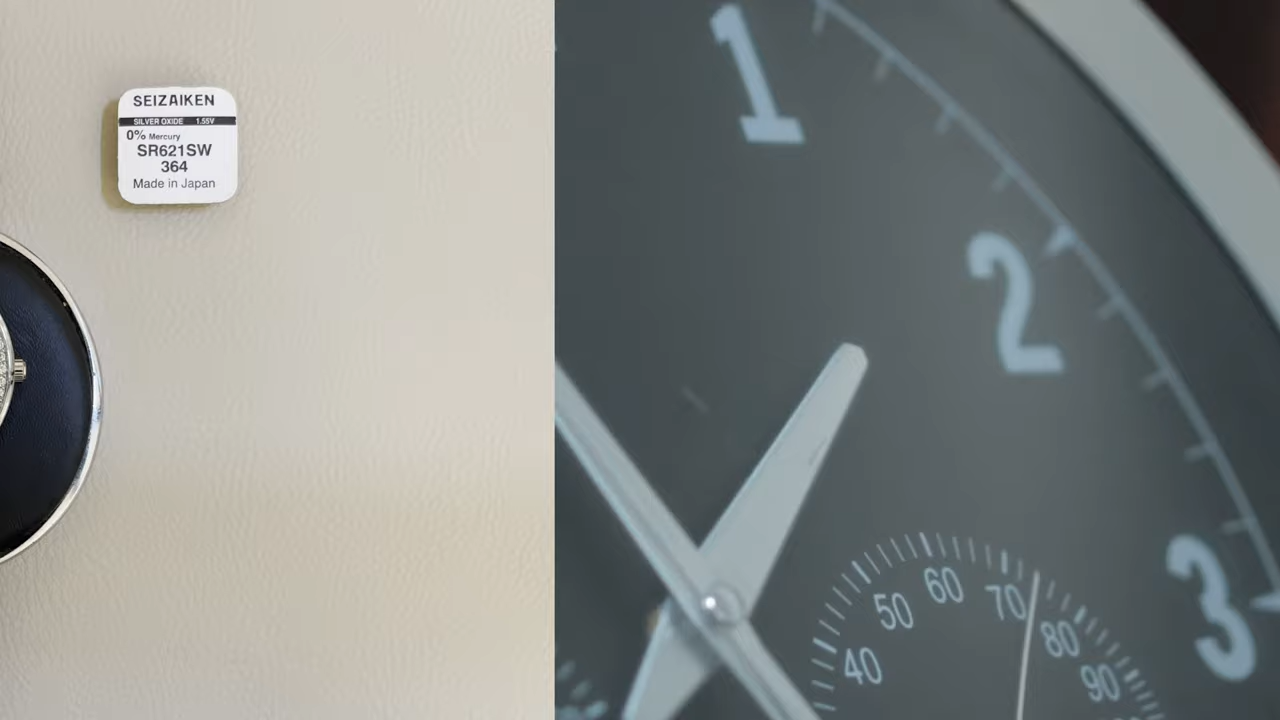 SEIZAIKEN
SILVER OXIDE 1.55V
0% Mercury
SR621SW
364
Made in Japan
1
2
3
40
50
60
70
80
90